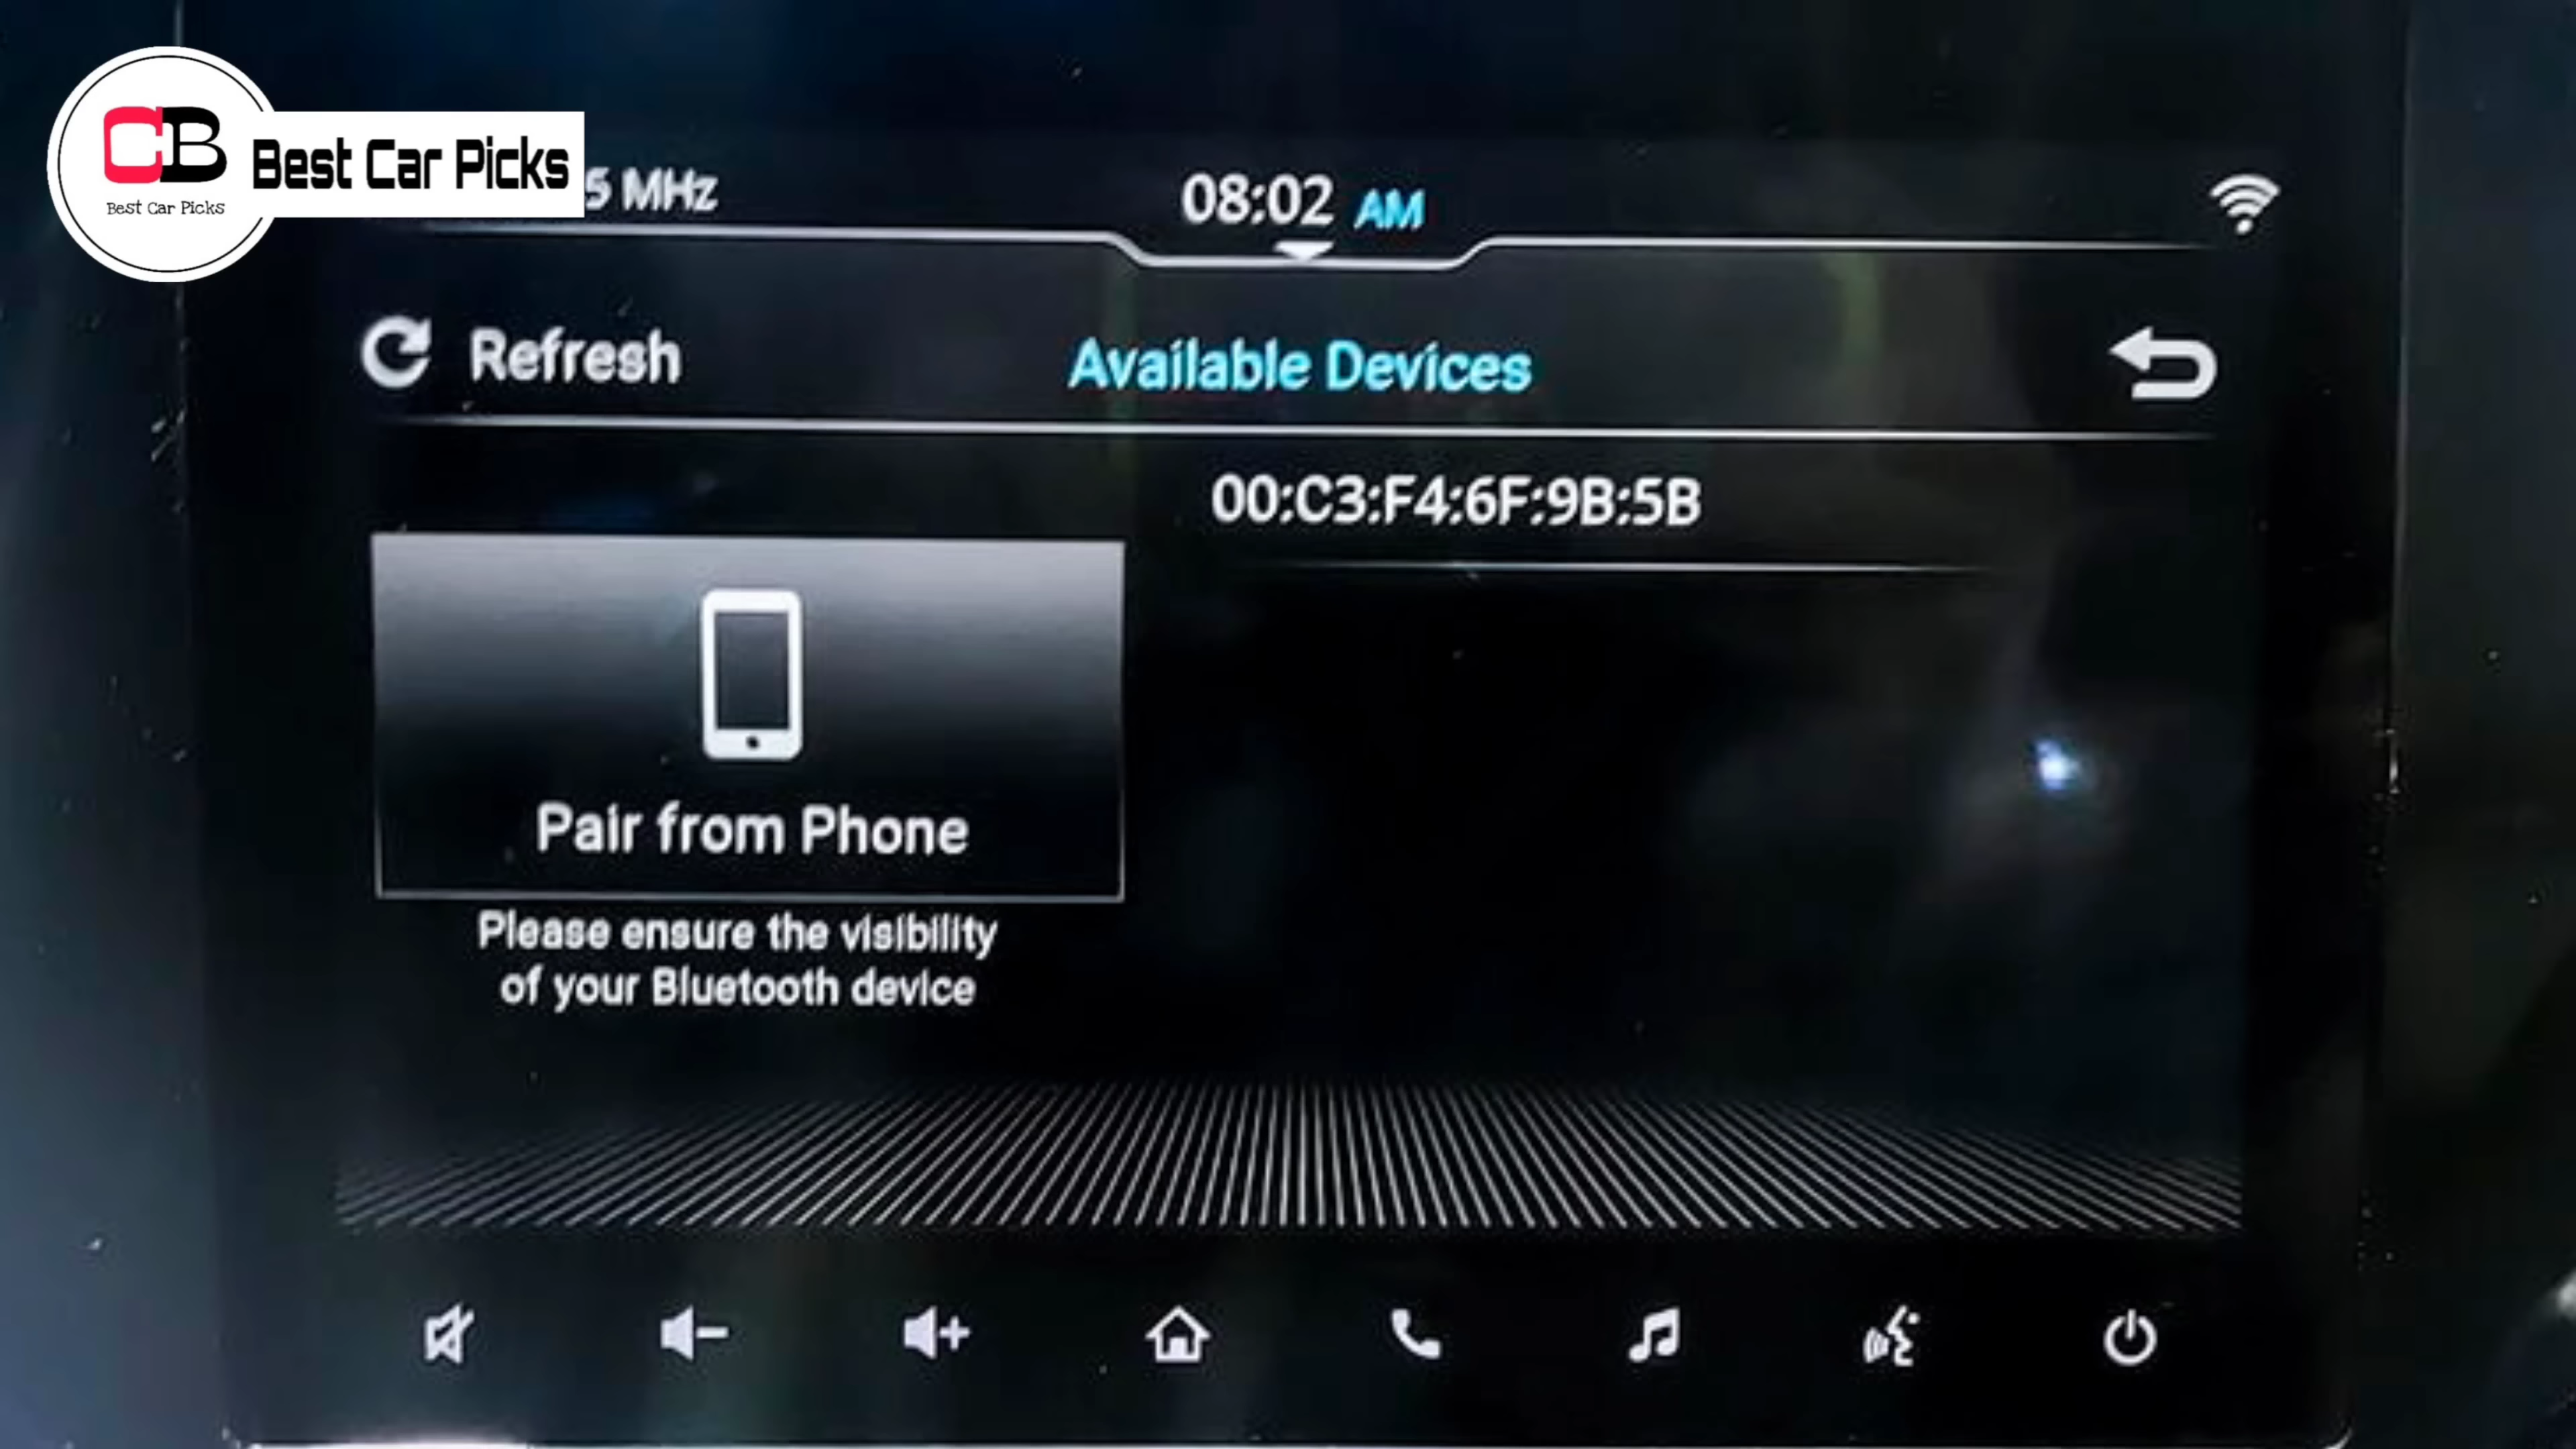 CB
Best Car Picks
Best Car Picks
5 MHz
08:02 AM
Refresh
Available Devices
00:C3:F4:6F:9B:5B
Pair from Phone
Please ensure the visibility
of your Bluetooth device